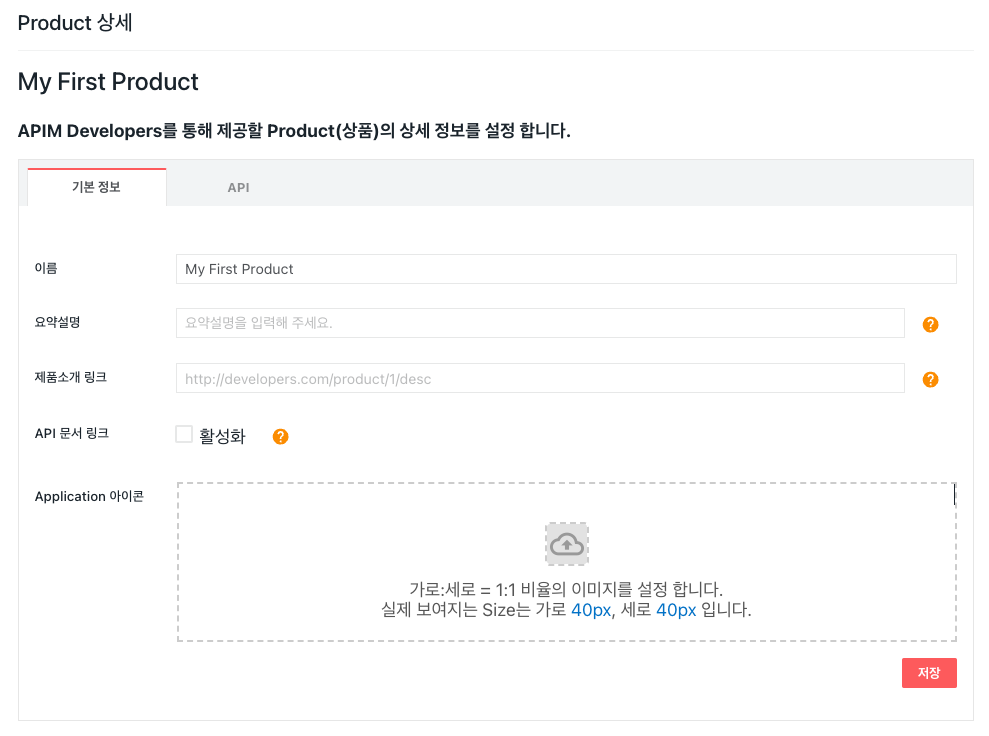 Product 상세
My First Product
APIM Developers를 통해 제공할 Product(상품)의 상세 정보를 설정 합니다.
기본 정보
API
이름
My First Product
요약설명
요약설명을 입력해 주세요.
?
제품소개 링크
http://developers.com/product/1/desc
?
API 문서 링크
활성화
?
Application 아이콘
가로:세로 = 1:1 비율의 이미지를 설정 합니다.
실제 보여지는 Size는 가로 40px, 세로 40px 입니다.
저장